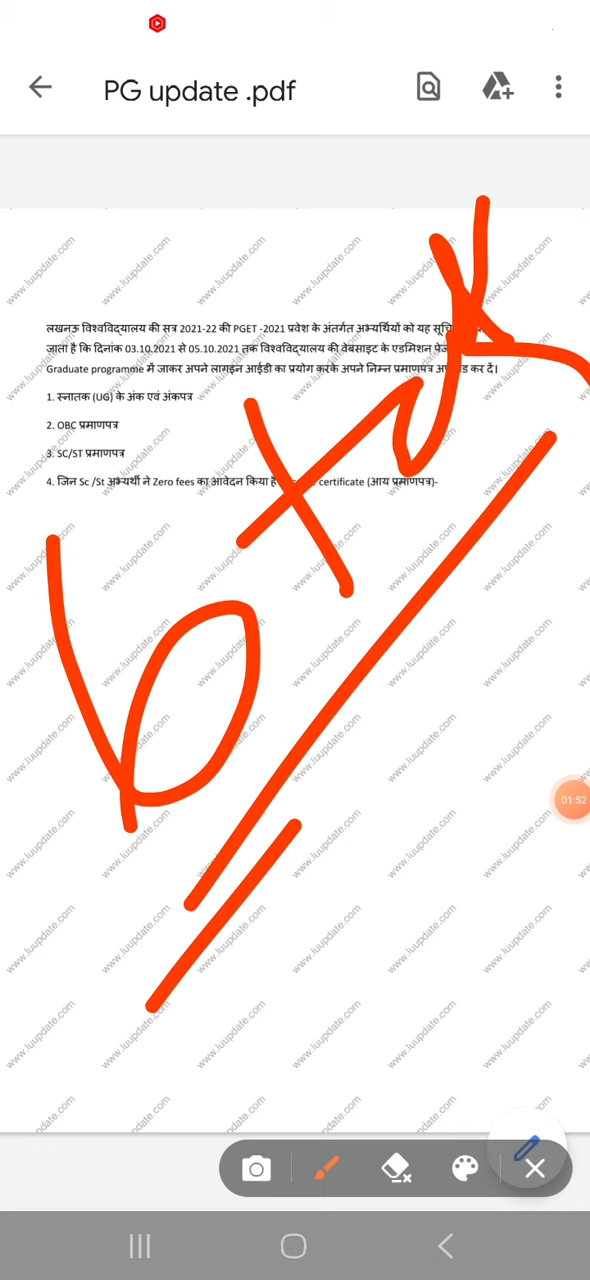 PG update .pdf
लखनऊ विश्वविद्यालय की सत्र 2021-22 की PGET -2021 प्रवेश के अंतर्गत अभ्यर्थियों को यह
जाता है कि दिनांक 03.10.2021 से 05.10.2021 तक विश्वविद्यालय की वेबसाइट के एडमिशन
Graduate programme में जाकर अपने लागइन आईडी का प्रयोग करके अपने निम्न प्रमाणपत्र कर दें|
1. स्नातक (UG) के अंक एवं अंकपत्र
2. OBC प्रमाणपत्र
3. SC/ST प्रमाणपत्र
4. जिन Sc /St अभ्यर्थी ने Zero fees का आवेदन किया certificate (आय प्रमाणपत्र)-
www.luupdate.com
01:52